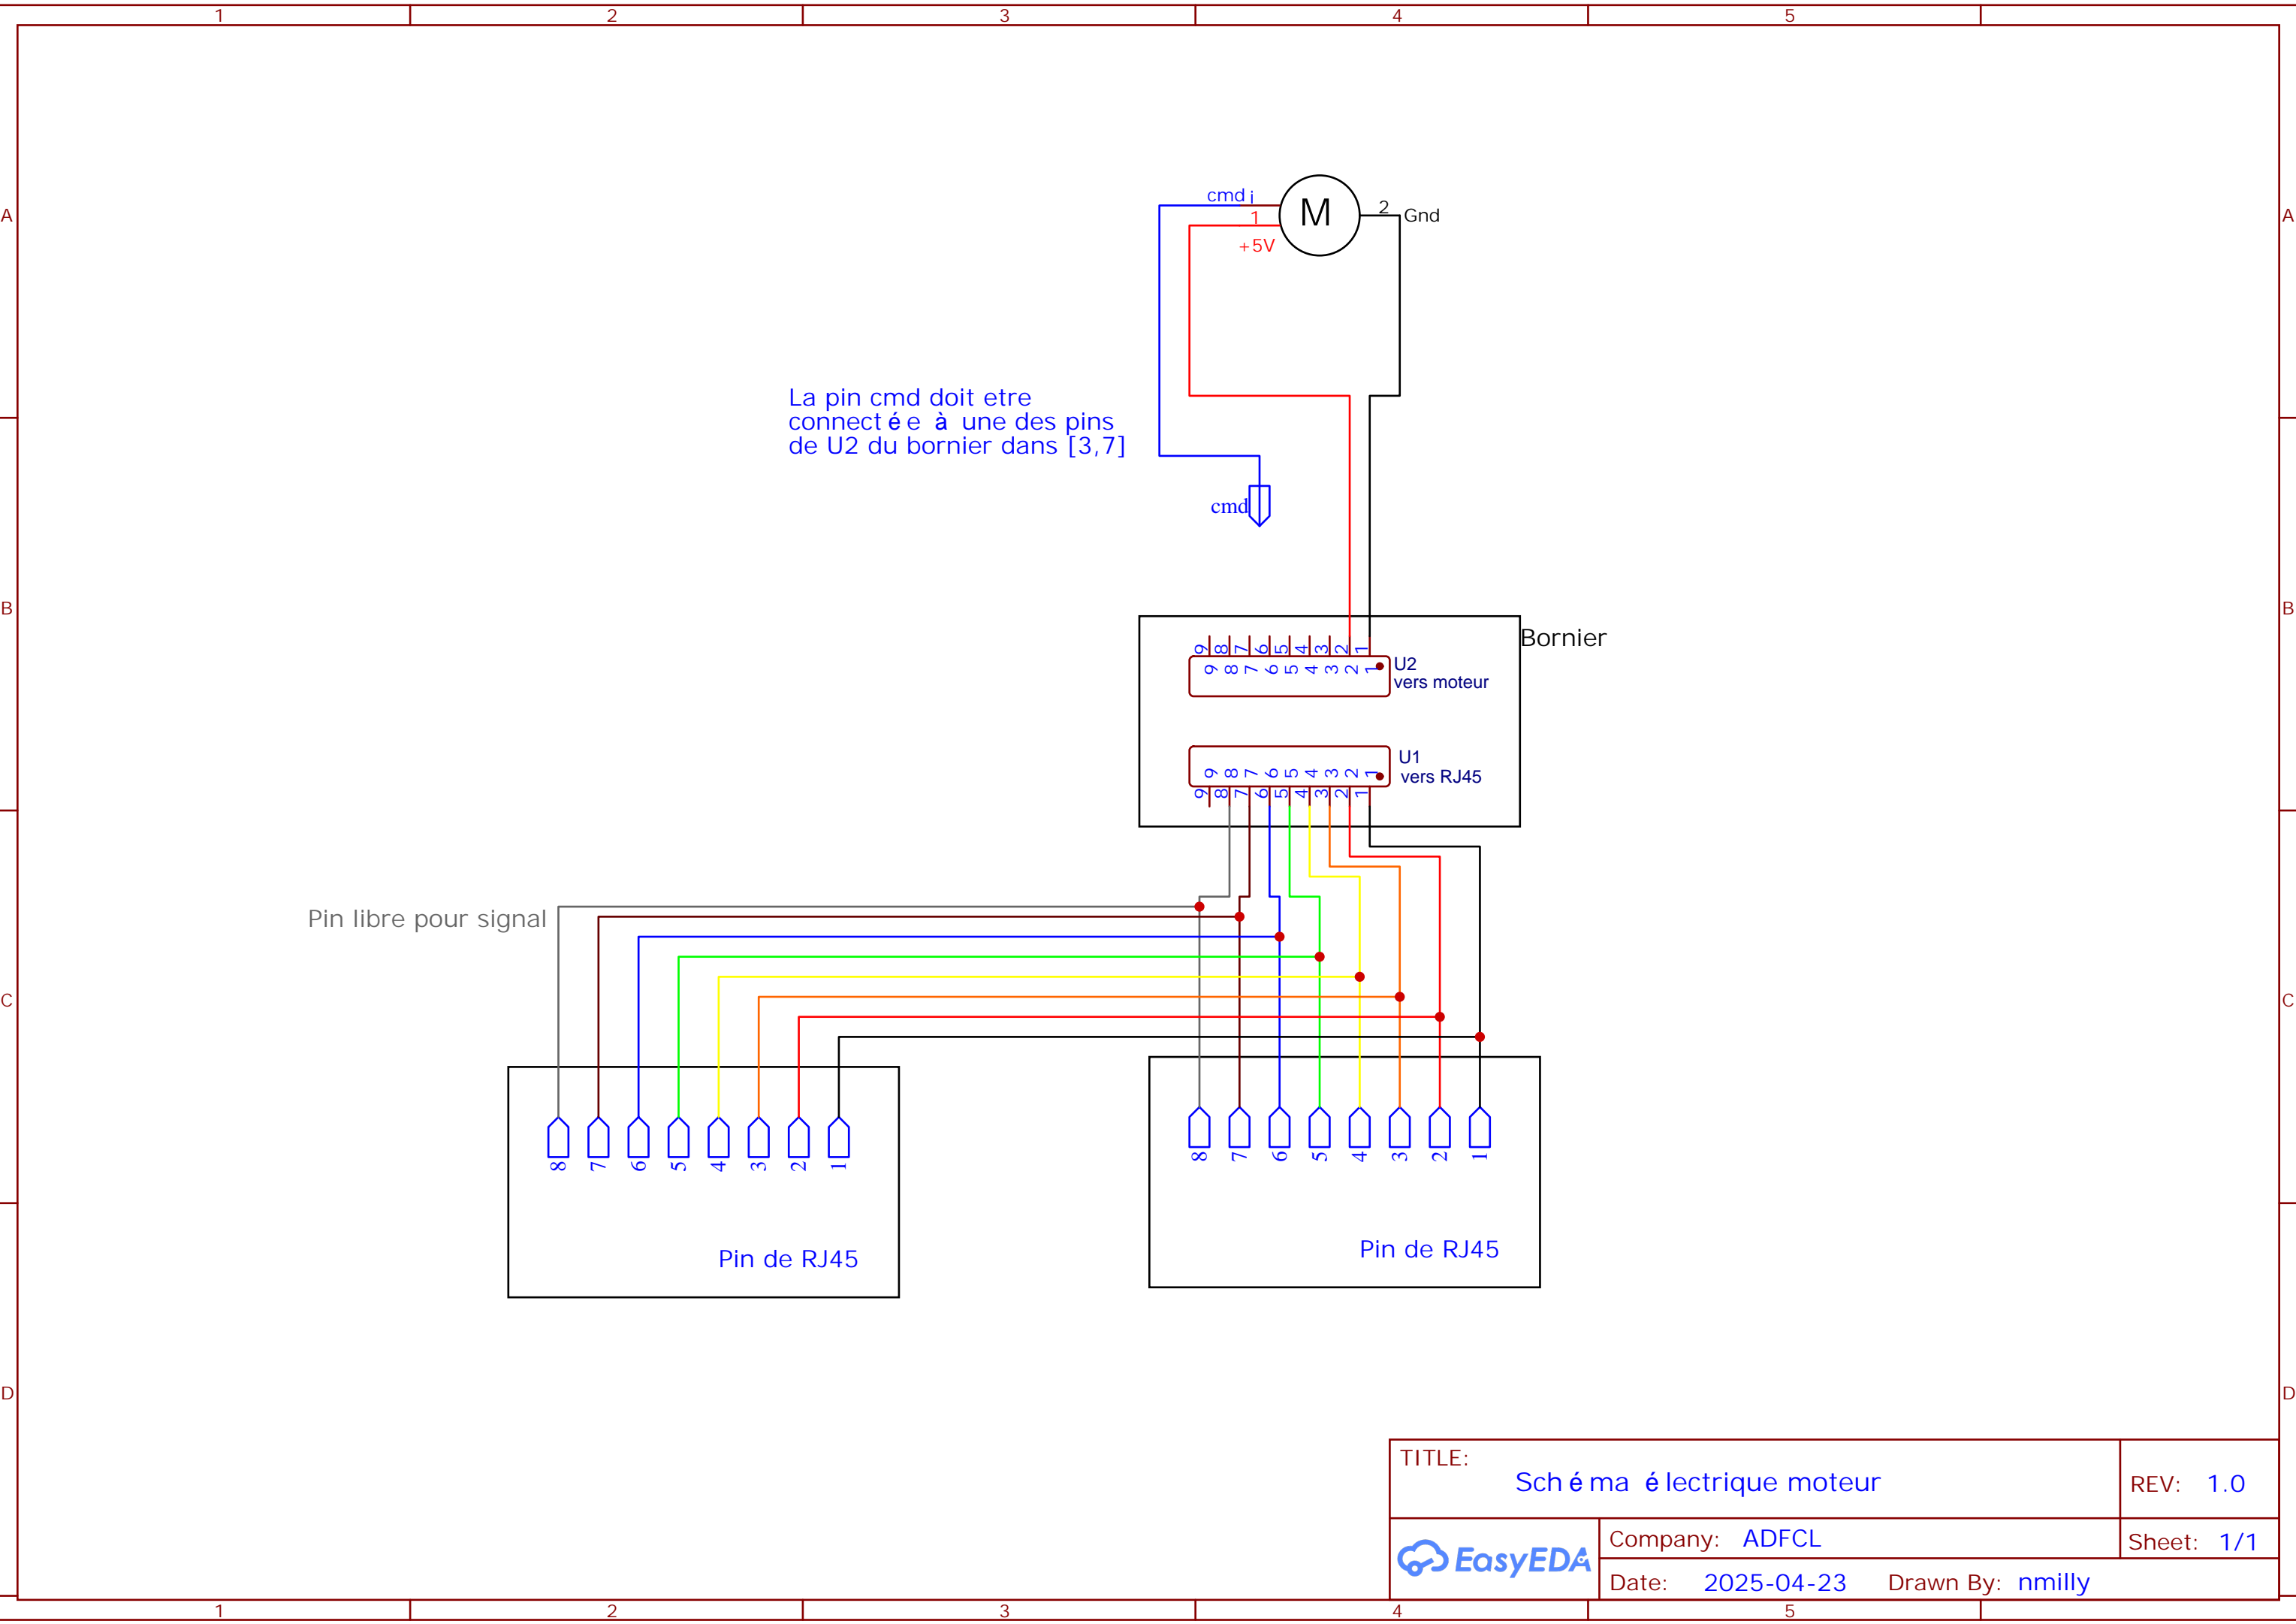 1 2 3 4 5
A A
cmd i
1
+5V
M
2
Gnd
La pin cmd doit etre
connectée à une des pins
de U2 du bornier dans [3,7]
cmd
B B
Bornier
9 8 7 6 5 4 3 2 1
9 8 7 6 5 4 3 2 1
U2
vers moteur
U1
vers RJ45
9 8 7 6 5 4 3 2 1
9 8 7 6 5 4 3 2 1
Pin libre pour signal
C C
8 7 6 5 4 3 2 1
8 7 6 5 4 3 2 1
Pin de RJ45
Pin de RJ45
D D
TITLE:
Schéma électrique moteur
REV: 1.0
EasyEDA
Company: ADFCL
Sheet: 1/1
Date: 2025-04-23 Drawn By: nmilly
1 2 3 4 5